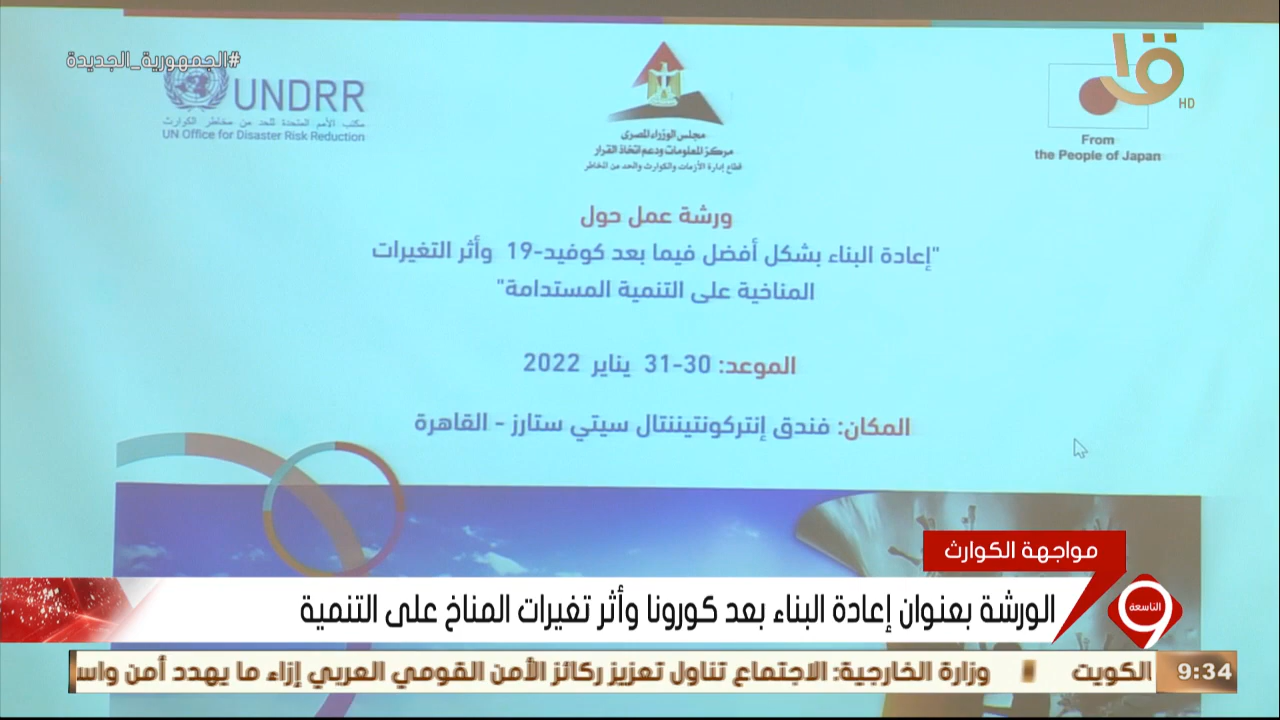 #الجمهورية_الجديدة
UNDRR
مكتب الأمم المتحدة للحد من مخاطر الكوارث
UN Office for Disaster Risk Reduction
مجلس الوزراء المصرى
مركز المعلومات ودعم اتخاذ القرار
قطاع إدارة الأزمات والكوارث والحد من المخاطر
HD
From
the People of Japan
ورشة عمل حول
"إعادة البناء بشكل أفضل فيما بعد كوفيد-19 وأثر التغيرات
المناخية على التنمية المستدامة"
الموعد: 30-31 يناير 2022
المكان: فندق إنتركونتيننتال سيتي ستارز - القاهرة
مواجهة الكوارث
التاسعة
الورشة بعنوان إعادة البناء بعد كورونا وأثر تغيرات المناخ على التنمية
9:34
الكويت وزارة الخارجية: الاجتماع تناول تعزيز ركائز الأمن القومي العربي إزاء ما يهدد أمن واس